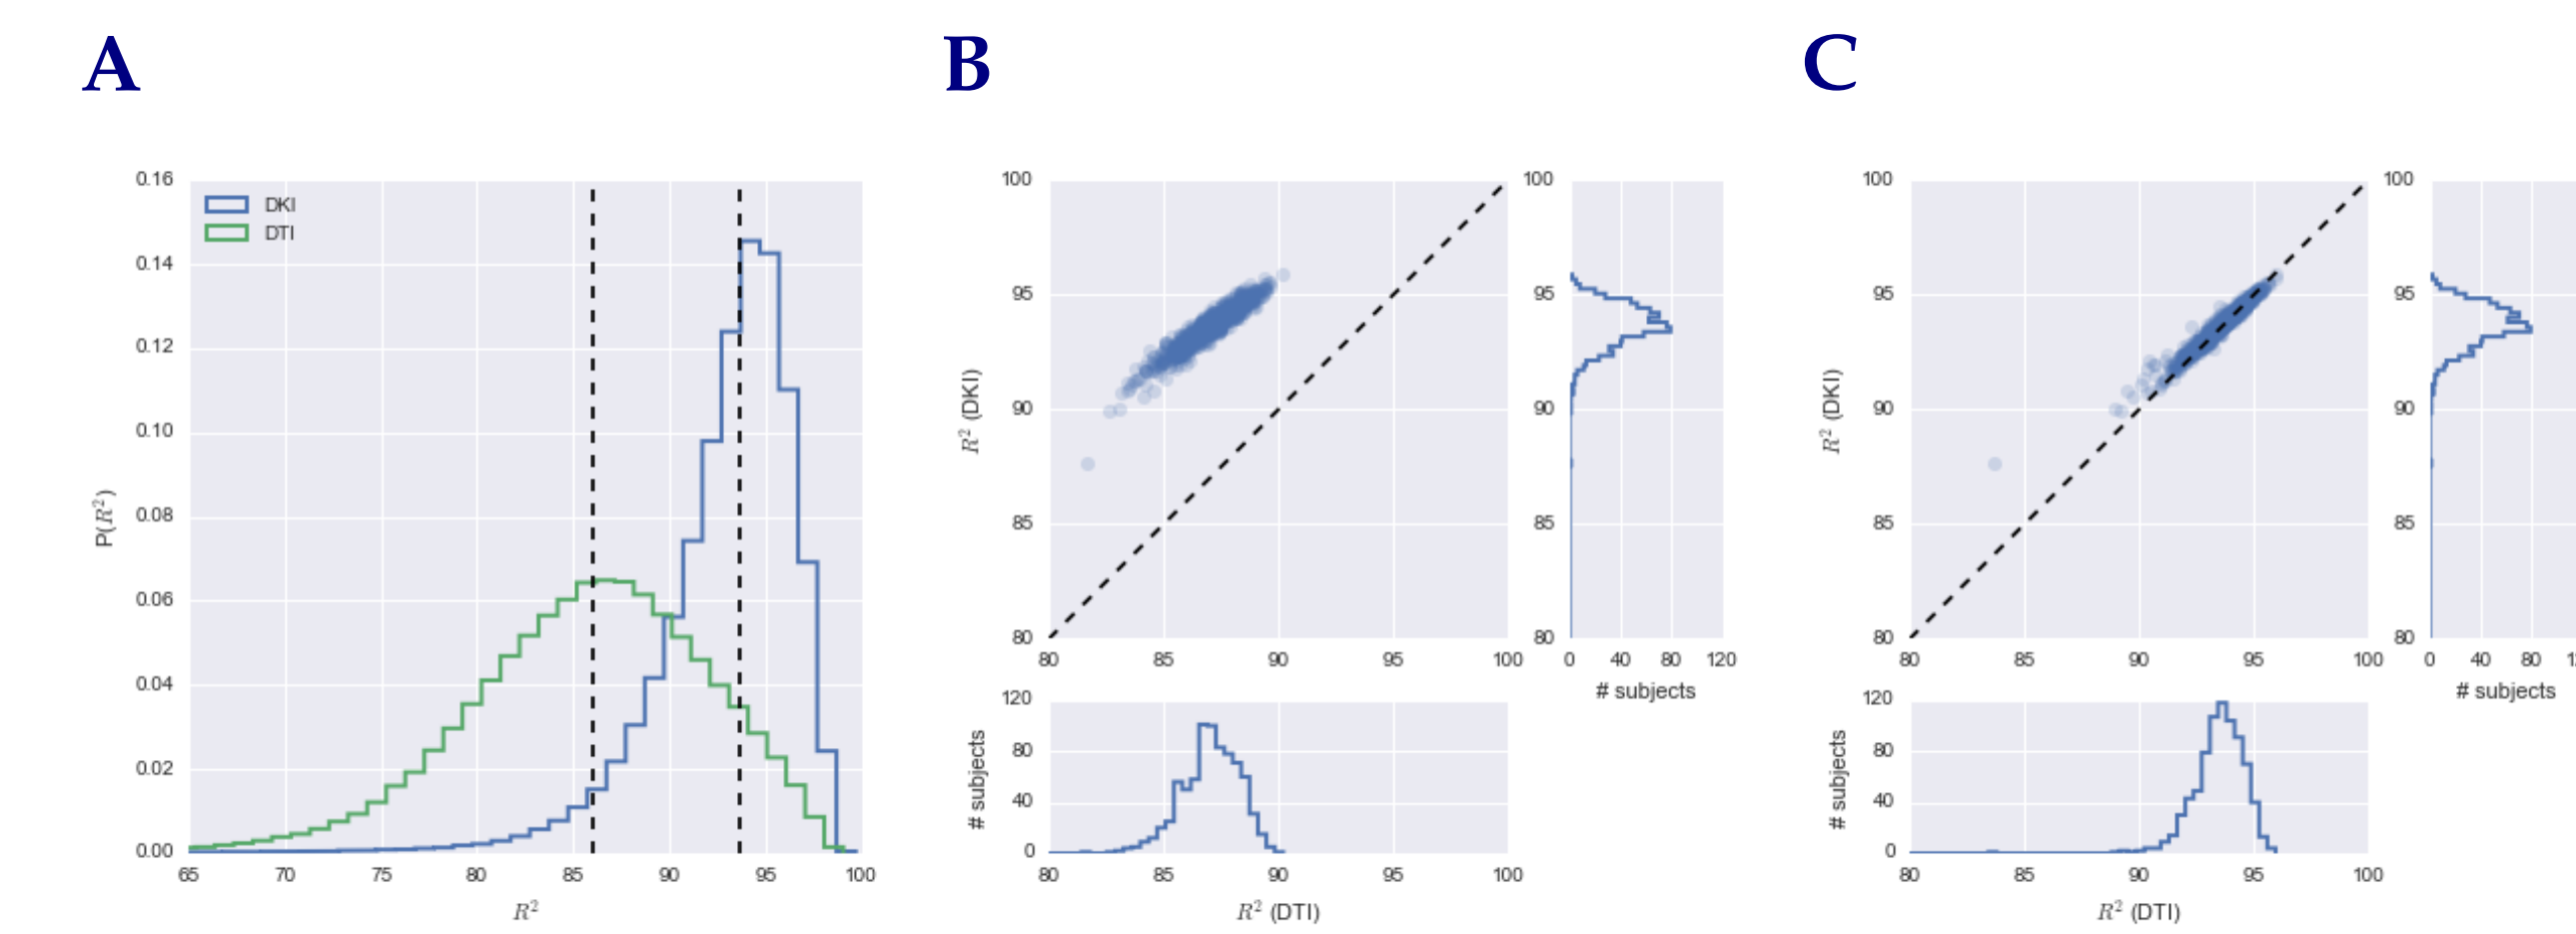 A
B
C
0.16
0.14
0.12
0.10
0.08
0.06
0.04
0.02
0.00
P(R²)
DKI
DTI
65 70 75 80 85 90 95 100
R²
100
95
90
85
80
R² (DKI)
80 85 90 95 100
100
95
90
85
80
0 40 80 120
# subjects
120
80
40
0
# subjects
80 85 90 95 100
R² (DTI)
100
95
90
85
80
R² (DKI)
80 85 90 95 100
100
95
90
85
80
0 40 80
# subjects
120
80
40
0
# subjects
80 85 90 95 100
R² (DTI)